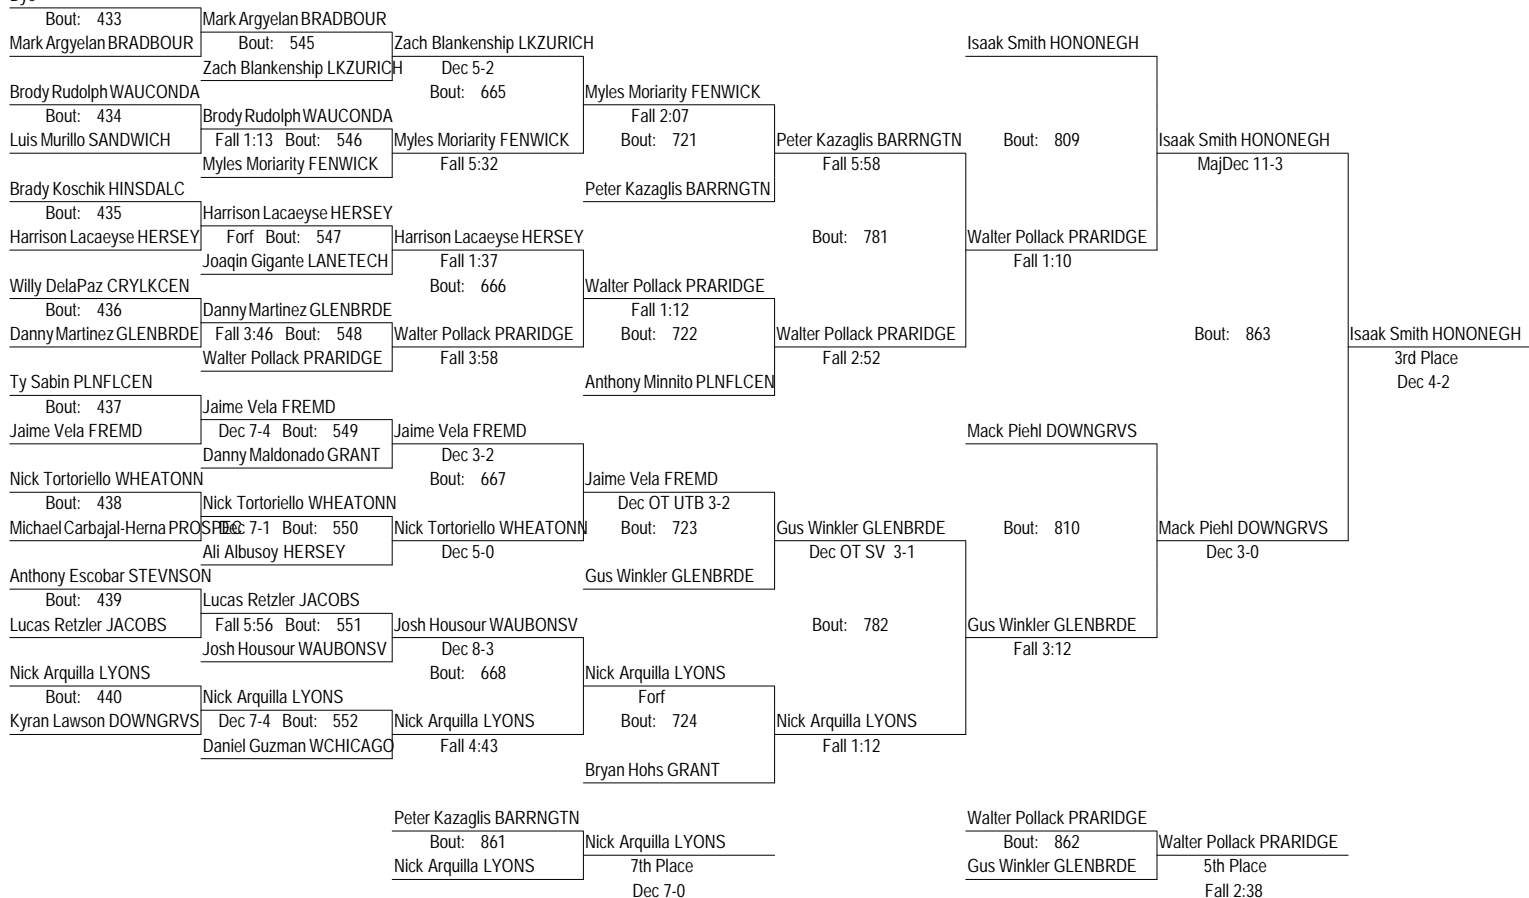 Bout: 433
Mark Argyelan BRADBOUR
Mark Argyelan BRADBOUR
Bout: 545
Zach Blankenship LKZURICH
Isaak Smith HONONEGH
Zach Blankenship LKZURICH
Dec 5-2
Brody Rudolph WAUCONDA
Bout: 665
Myles Moriarity FENWICK
Bout: 434
Brody Rudolph WAUCONDA
Fall 2:07
Luis Murillo SANDWICH
Fall 1:13 Bout: 546
Myles Moriarity FENWICK
Bout: 721
Peter Kazaglis BARRNGTN
Bout: 809
Isaak Smith HONONEGH
Myles Moriarity FENWICK
Fall 5:32
Fall 5:58
MajDec 11-3
Brady Koschik HINSDALC
Peter Kazaglis BARRNGTN
Bout: 435
Harrison Lacaeyse HERSEY
Harrison Lacaeyse HERSEY
Forf Bout: 547
Harrison Lacaeyse HERSEY
Bout: 781
Walter Pollack PRARIDGE
Joaqin Gigante LANETECH
Fall 1:37
Fall 1:10
Willy DelaPaz CRYLKCEN
Bout: 666
Walter Pollack PRARIDGE
Bout: 436
Danny Martinez GLENBRDE
Fall 1:12
Danny Martinez GLENBRDE
Fall 3:46 Bout: 548
Walter Pollack PRARIDGE
Bout: 722
Walter Pollack PRARIDGE
Bout: 863
Isaak Smith HONONEGH
Walter Pollack PRARIDGE
Fall 3:58
Fall 2:52
3rd Place
Ty Sabin PLNFLCEN
Anthony Minnito PLNFLCEN
Dec 4-2
Bout: 437
Jaime Vela FREMD
Jaime Vela FREMD
Dec 7-4 Bout: 549
Jaime Vela FREMD
Mack Piehl DOWNGRVS
Danny Maldonado GRANT
Dec 3-2
Nick Tortoriello WHEATONN
Bout: 667
Jaime Vela FREMD
Bout: 438
Nick Tortoriello WHEATONN
Dec OT UTB 3-2
Michael Carbajal-Herna PROSPDEC
Dec 7-1 Bout: 550
Nick Tortoriello WHEATONN
Bout: 723
Gus Winkler GLENBRDE
Bout: 810
Mack Piehl DOWNGRVS
Ali Albusoy HERSEY
Dec 5-0
Dec OT SV 3-1
Dec 3-0
Anthony Escobar STEVNSON
Gus Winkler GLENBRDE
Bout: 439
Lucas Retzler JACOBS
Lucas Retzler JACOBS
Fall 5:56 Bout: 551
Josh Housour WAUBONSV
Bout: 782
Gus Winkler GLENBRDE
Josh Housour WAUBONSV
Dec 8-3
Fall 3:12
Nick Arquilla LYONS
Bout: 668
Nick Arquilla LYONS
Bout: 440
Nick Arquilla LYONS
Forf
Kyran Lawson DOWNGRVS
Dec 7-4 Bout: 552
Nick Arquilla LYONS
Bout: 724
Nick Arquilla LYONS
Daniel Guzman WCHICAGO
Fall 4:43
Fall 1:12
Bryan Hohs GRANT
Peter Kazaglis BARRNGTN
Walter Pollack PRARIDGE
Bout: 861
Nick Arquilla LYONS
Bout: 862
Walter Pollack PRARIDGE
Nick Arquilla LYONS
7th Place
Gus Winkler GLENBRDE
5th Place
Dec 7-0
Fall 2:38